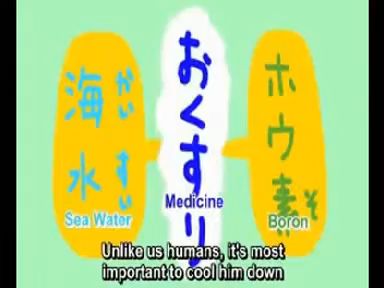 海水
かいすい
Sea Water
おくすり
Medicine
ホウ素
そ
Boron
Unlike us humans, it's most
important to cool him down